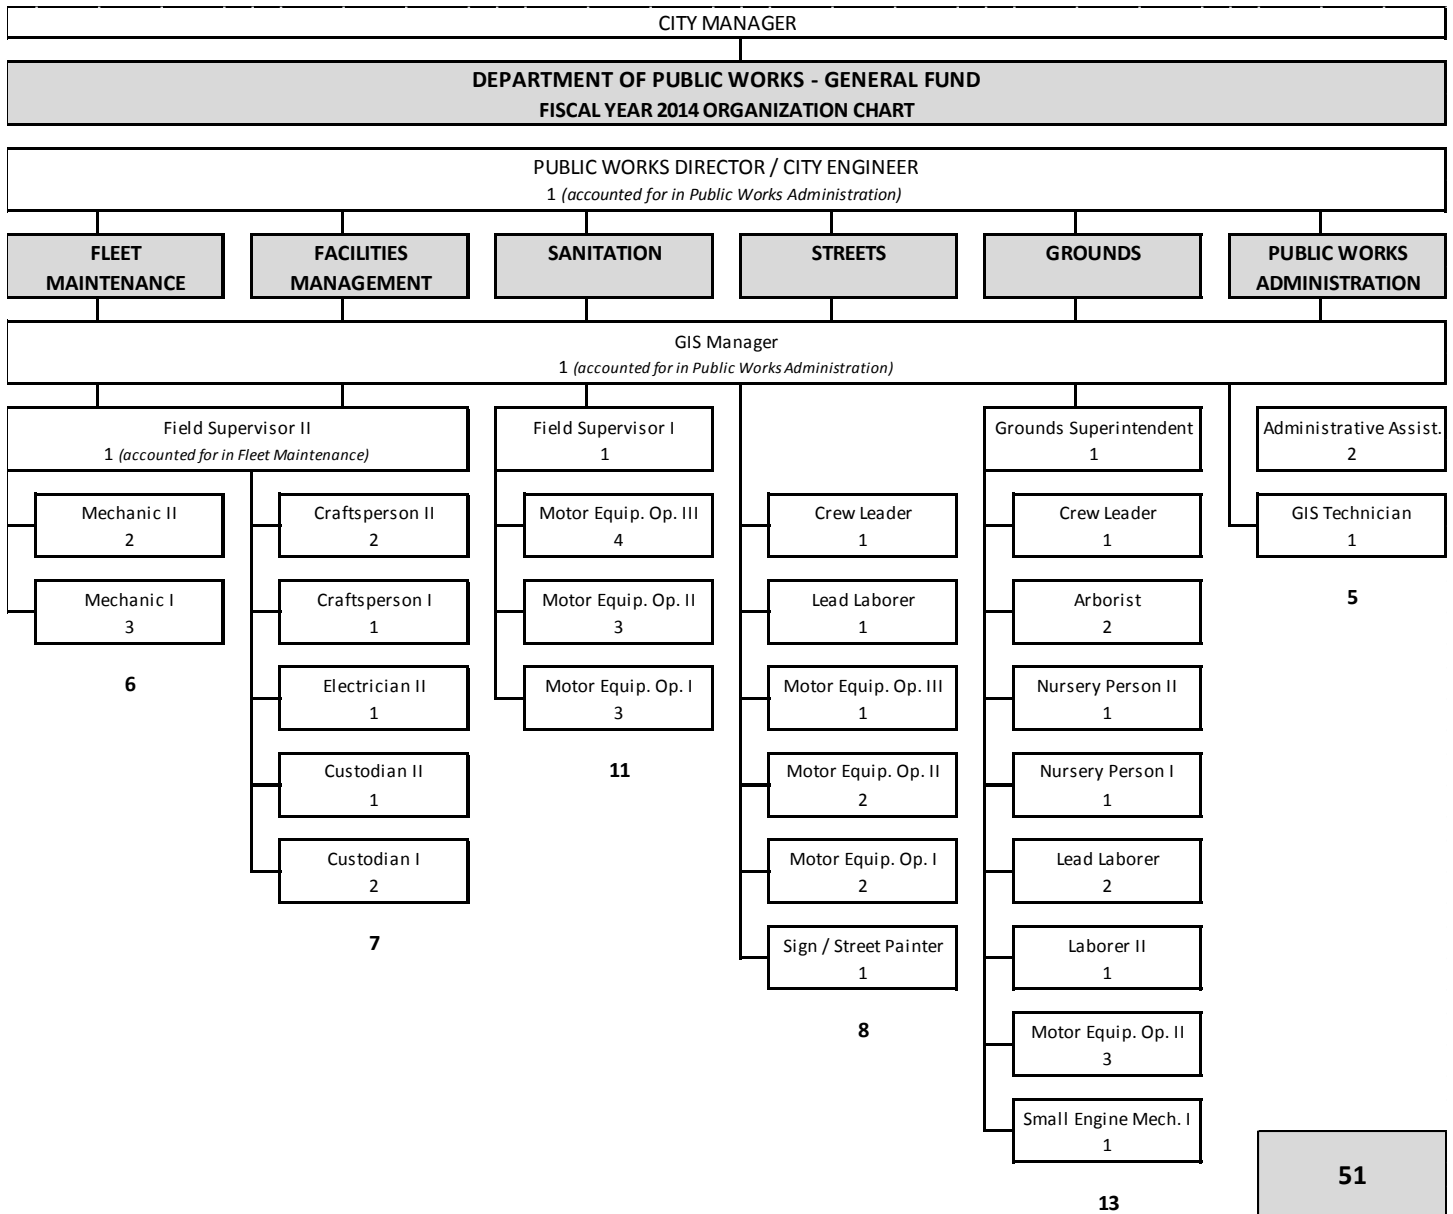 CITY MANAGER
DEPARTMENT OF PUBLIC WORKS - GENERAL FUND
FISCAL YEAR 2014 ORGANIZATION CHART
PUBLIC WORKS DIRECTOR / CITY ENGINEER
1 (accounted for in Public Works Administration)
FLEET
MAINTENANCE
FACILITIES
MANAGEMENT
SANITATION
STREETS
GROUNDS
PUBLIC WORKS
ADMINISTRATION
GIS Manager
1 (accounted for in Public Works Administration)
Field Supervisor II
1 (accounted for in Fleet Maintenance)
Mechanic II
2
Mechanic I
3
6
Craftsperson II
2
Craftsperson I
1
Electrician II
1
Custodian II
1
Custodian I
2
7
Field Supervisor I
1
Motor Equip. Op. III
4
Motor Equip. Op. II
3
Motor Equip. Op. I
3
11
Crew Leader
1
Lead Laborer
1
Motor Equip. Op. III
1
Motor Equip. Op. II
2
Motor Equip. Op. I
2
Sign / Street Painter
1
8
Grounds Superintendent
1
Crew Leader
1
Arborist
2
Nursery Person II
1
Nursery Person I
1
Lead Laborer
2
Laborer II
1
Motor Equip. Op. II
3
Small Engine Mech. I
1
13
Administrative Assist.
2
GIS Technician
1
5
51